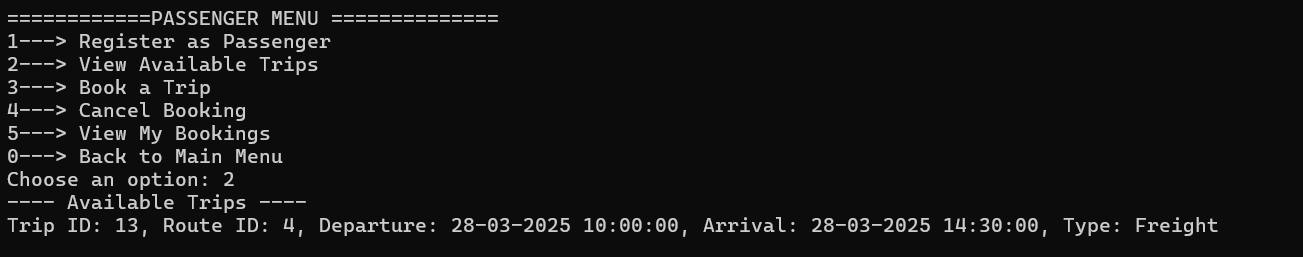 ============PASSENGER MENU ==============
1---> Register as Passenger
2---> View Available Trips
3---> Book a Trip
4---> Cancel Booking
5---> View My Bookings
0---> Back to Main Menu
Choose an option: 2
---- Available Trips ----
Trip ID: 13, Route ID: 4, Departure: 28-03-2025 10:00:00, Arrival: 28-03-2025 14:30:00, Type: Freight